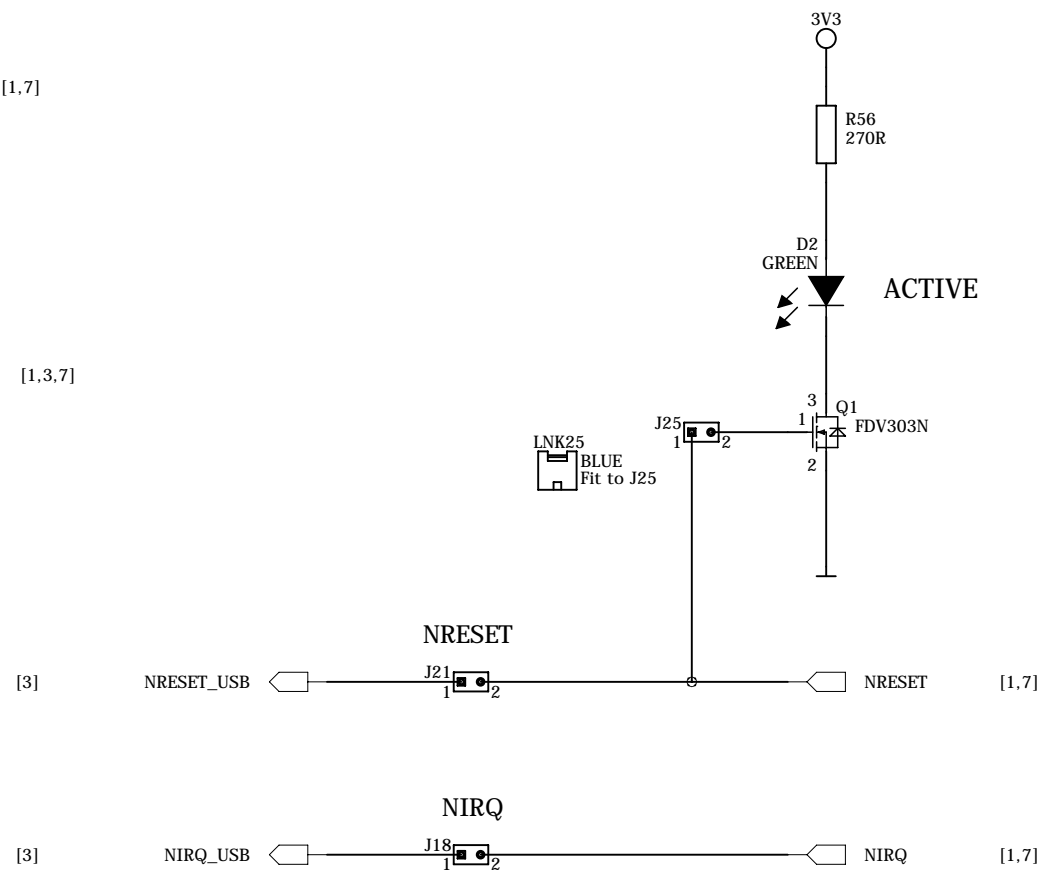 3V3
[1,7]
R56
270R
D2
GREEN
ACTIVE
[1,3,7]
3
Q1
1
FDV303N
J25
1
2
2
LNK25
BLUE
Fit to J25
NRESET
[3]
NRESET_USB
J21
1
2
NRESET
[1,7]
NIRQ
[3]
NIRQ_USB
J18
1
2
NIRQ
[1,7]